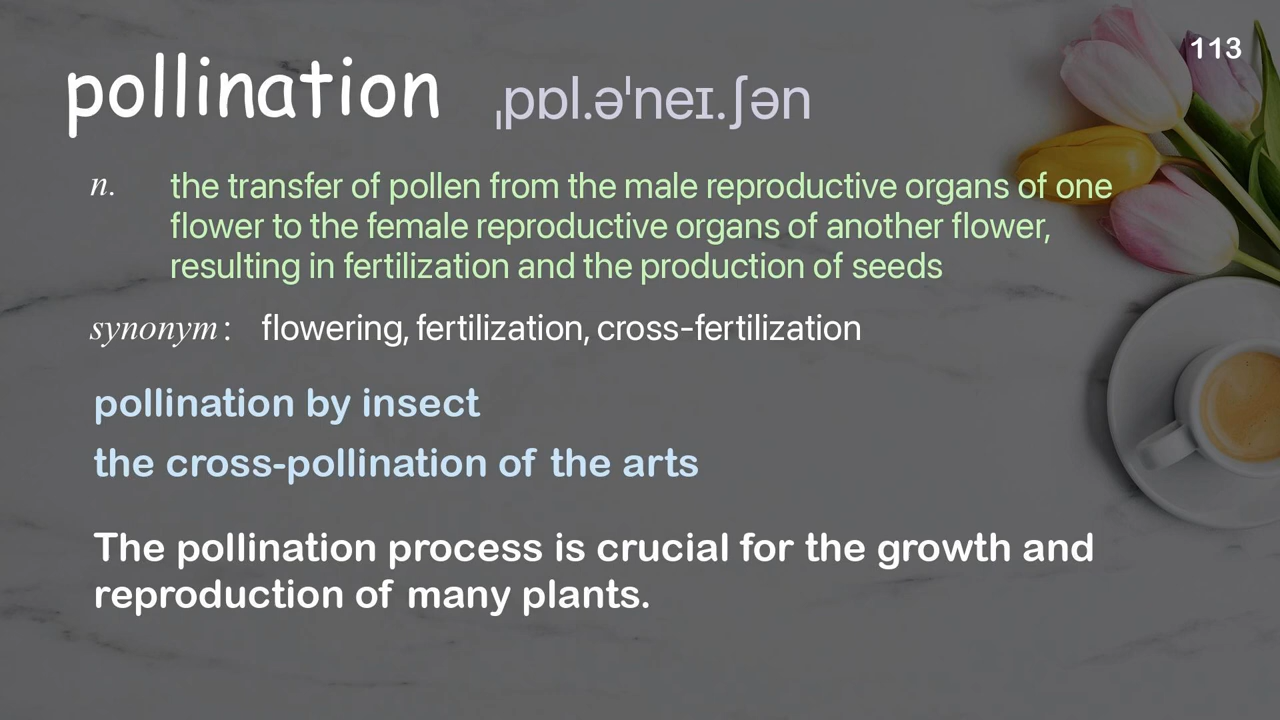 113
pollination ˌpɒl.əˈneɪ.ʃən
n. the transfer of pollen from the male reproductive organs of one
flower to the female reproductive organs of another flower,
resulting in fertilization and the production of seeds
synonym: flowering, fertilization, cross-fertilization
pollination by insect
the cross-pollination of the arts
The pollination process is crucial for the growth and
reproduction of many plants.